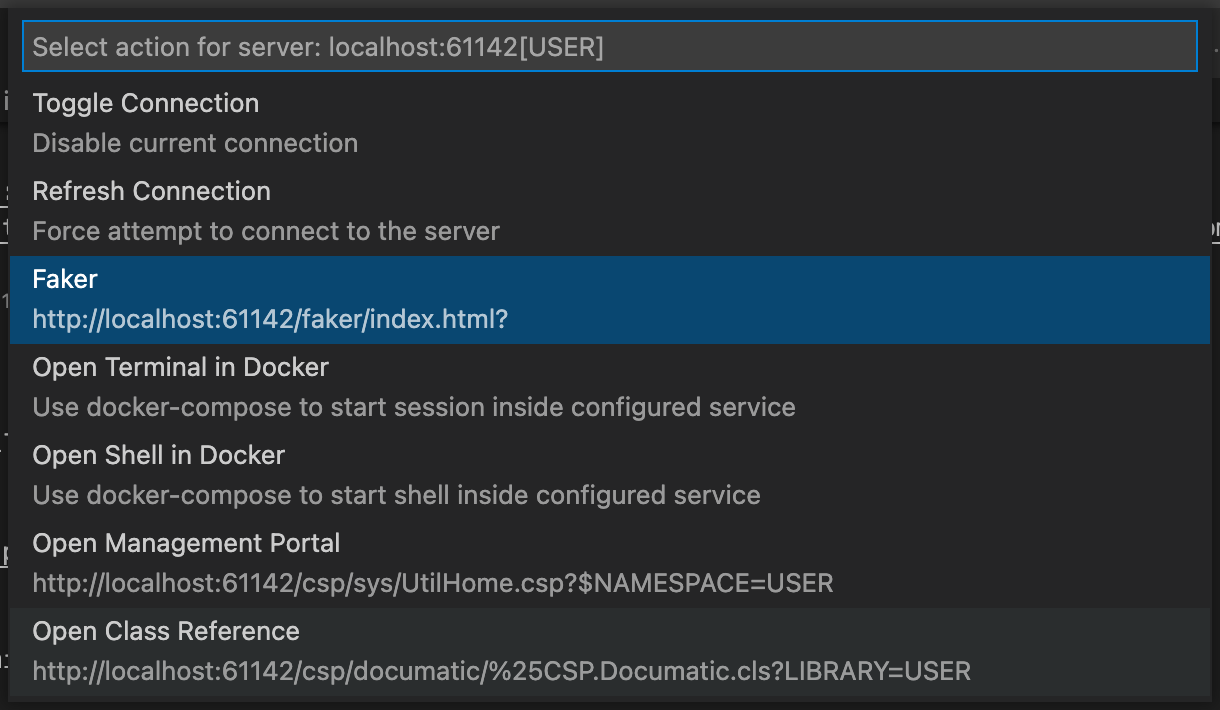 Select action for server: localhost:61142[USER]
Toggle Connection
Disable current connection
Refresh Connection
Force attempt to connect to the server
Faker
http://localhost:61142/faker/index.html?
Open Terminal in Docker
Use docker-compose to start session inside configured service
Open Shell in Docker
Use docker-compose to start shell inside configured service
Open Management Portal
http://localhost:61142/csp/sys/UtilHome.csp?$NAMESPACE=USER
Open Class Reference
http://localhost:61142/csp/documatic/%25CSP.Documatic.cls?LIBRARY=USER